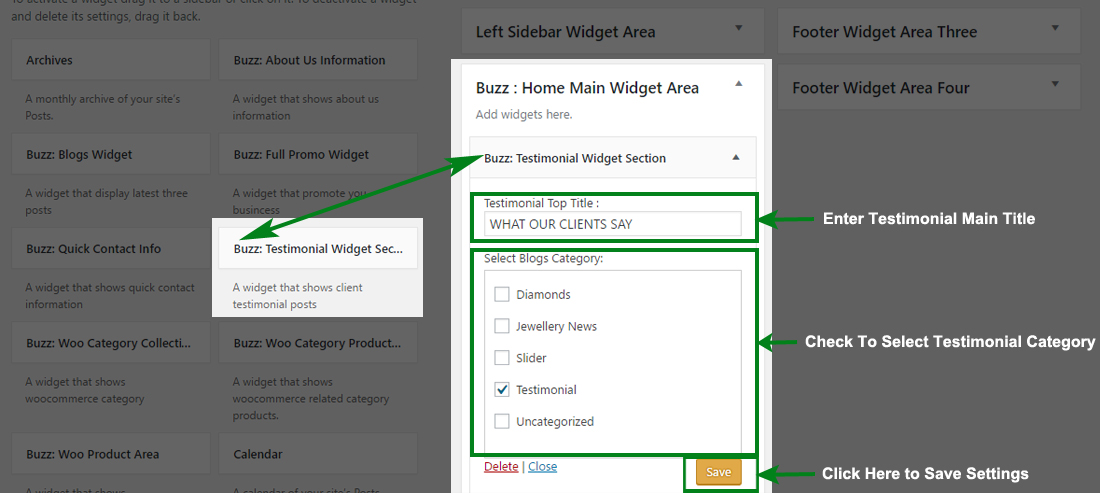 To activate a widget drag it to a sidebar or click on it. To deactivate a widget
and delete its settings, drag it back.
Archives
A monthly archive of your site's
Posts.
Buzz: About Us Information
A widget that shows about us
information
Buzz: Blogs Widget
A widget that display latest three
posts
Buzz: Full Promo Widget
A widget that promote you
business
Buzz: Quick Contact Info
A widget that shows quick contact
information
Buzz: Testimonial Widget Sec...
A widget that shows client
testimonial posts
Buzz: Woo Category Collecti...
A widget that shows
woocommerce category
Buzz: Woo Category Product...
A widget that shows
woocommerce related category
products.
Buzz: Woo Product Area
A widget that shows
Calendar
A calendar of your site's Posts
Left Sidebar Widget Area
Buzz : Home Main Widget Area
Add widgets here.
Buzz: Testimonial Widget Section
Testimonial Top Title :
WHAT OUR CLIENTS SAY
Select Blogs Category:
Diamonds
Jewellery News
Slider
Testimonial
Uncategorized
Delete | Close
Save
Footer Widget Area Three
Footer Widget Area Four
Enter Testimonial Main Title
Check To Select Testimonial Category
Click Here to Save Settings